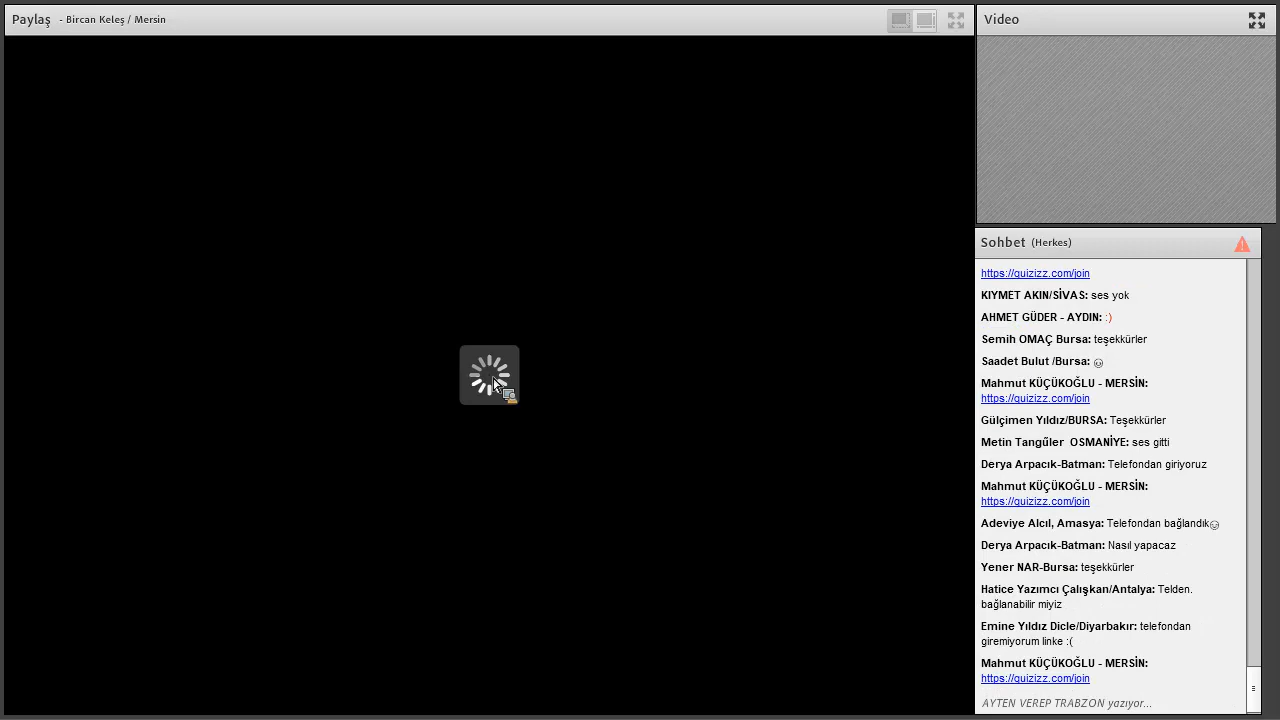 Paylaş - Bircan Keleş / Mersin
Video
Sohbet (Herkes)
https://quizizz.com/join
KIYMET AKIN/SİVAS: ses yok
AHMET GÜDER - AYDIN: :)
Semih OMAÇ Bursa: teşekkürler
Saadet Bulut /Bursa:
Mahmut KÜÇÜKOĞLU - MERSİN:
https://quizizz.com/join
Gülçimen Yıldız/BURSA: Teşekkürler
Metin Tangűler OSMANİYE: ses gitti
Derya Arpacık-Batman: Telefondan giriyoruz
Mahmut KÜÇÜKOĞLU - MERSİN:
https://quizizz.com/join
Adeviye Alcıl, Amasya: Telefondan bağlandık
Derya Arpacık-Batman: Nasıl yapacaz
Yener NAR-Bursa: teşekkürler
Hatice Yazımcı Çalışkan/Antalya: Telden.
bağlanabilir miyiz
Emine Yıldız Dicle/Diyarbakır: telefondan
giremiyorum linke :(
Mahmut KÜÇÜKOĞLU - MERSİN:
https://quizizz.com/join
AYTEN VEREP TRABZON yazıyor...